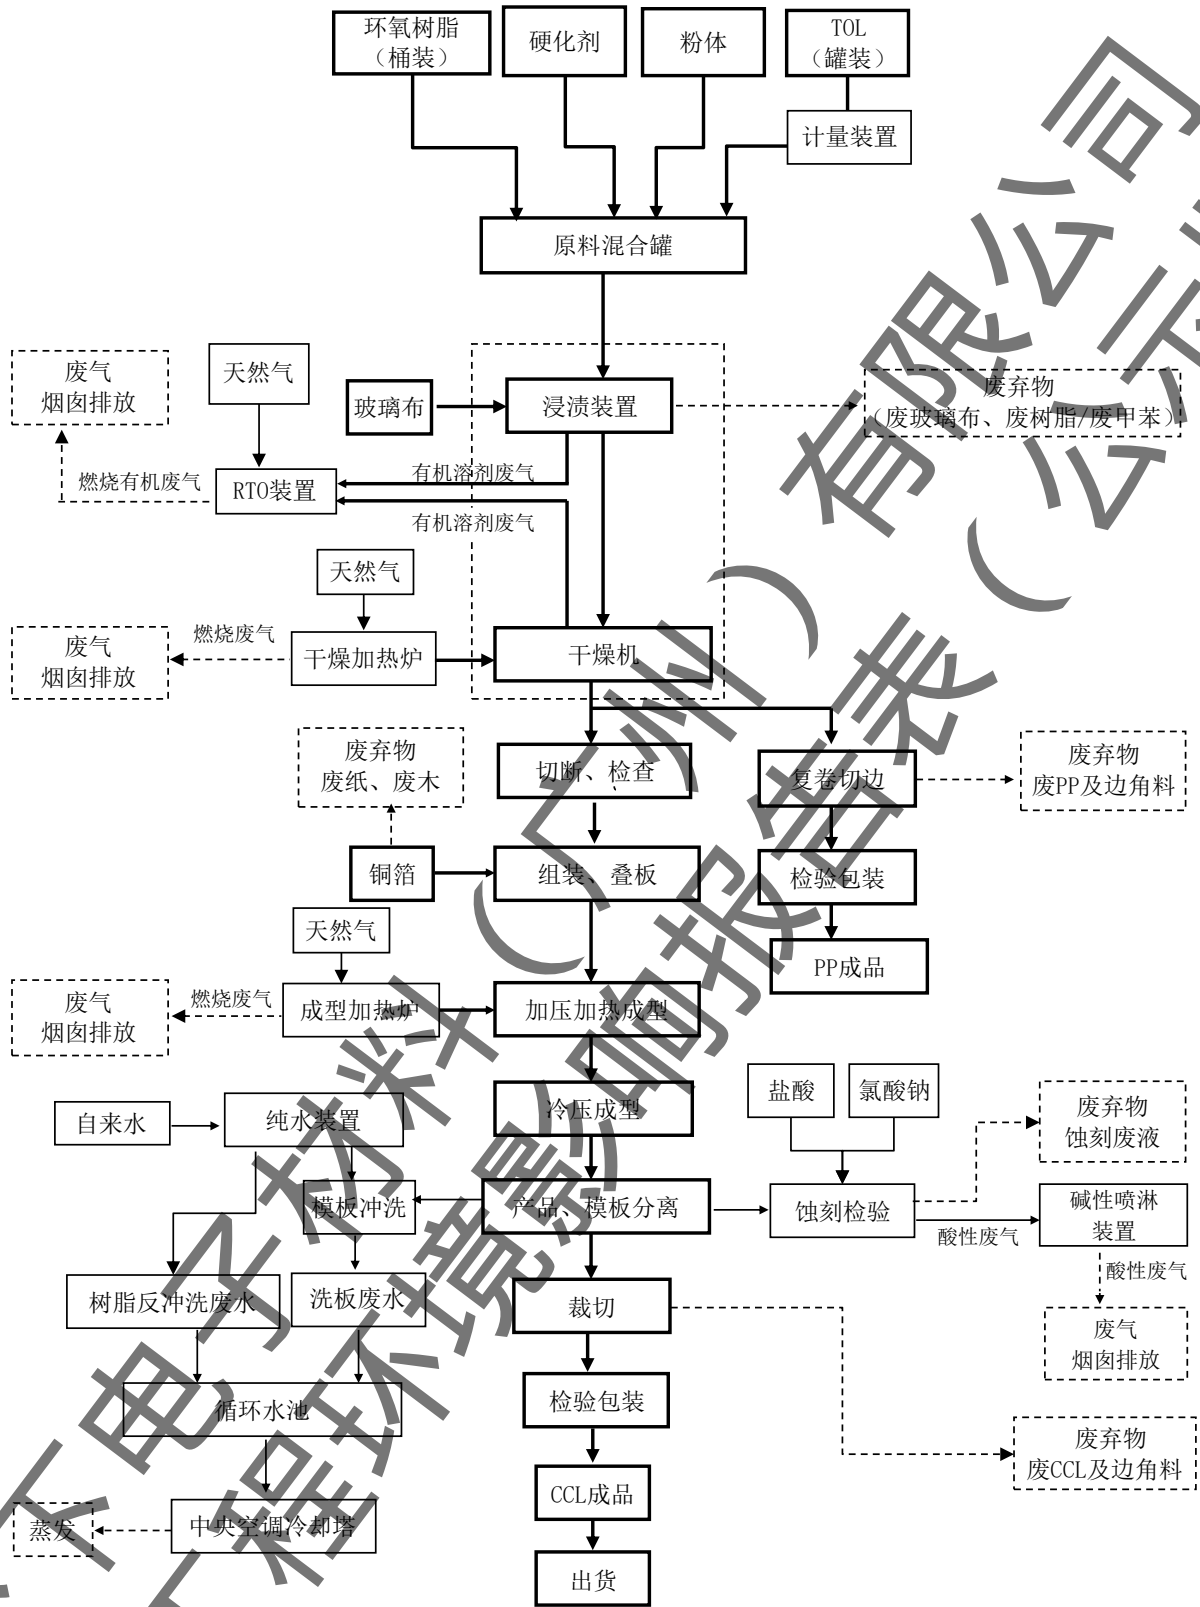 环氧树脂
（桶装）
硬化剂
粉体
TOL
（罐装）
计量装置
原料混合罐
废气
烟囱排放
天然气
玻璃布
浸渍装置
废弃物
（废玻璃布、废树脂/废甲苯）
燃烧有机废气
RTO装置
有机溶剂废气
有机溶剂废气
天然气
废气
烟囱排放
燃烧废气
干燥加热炉
干燥机
废弃物
废纸、废木
切断、检查
、
复卷切边
废弃物
废PP及边角料
铜箔
组装、叠板
检验包装
天然气
PP成品
废气
烟囱排放
燃烧废气
成型加热炉
加压加热成型
自来水
纯水装置
冷压成型
盐酸
氯酸钠
废弃物
蚀刻废液
模板冲洗
产品、模板分离
蚀刻检验
酸性废气
碱性喷淋
装置
酸性废气
树脂反冲洗废水
洗板废水
裁切
废气
烟囱排放
循环水池
检验包装
废弃物
废CCL及边角料
蒸发
中央空调冷却塔
CCL成品
出货
下电子材料（广州）有限公司
工程环境影响报告表（公示